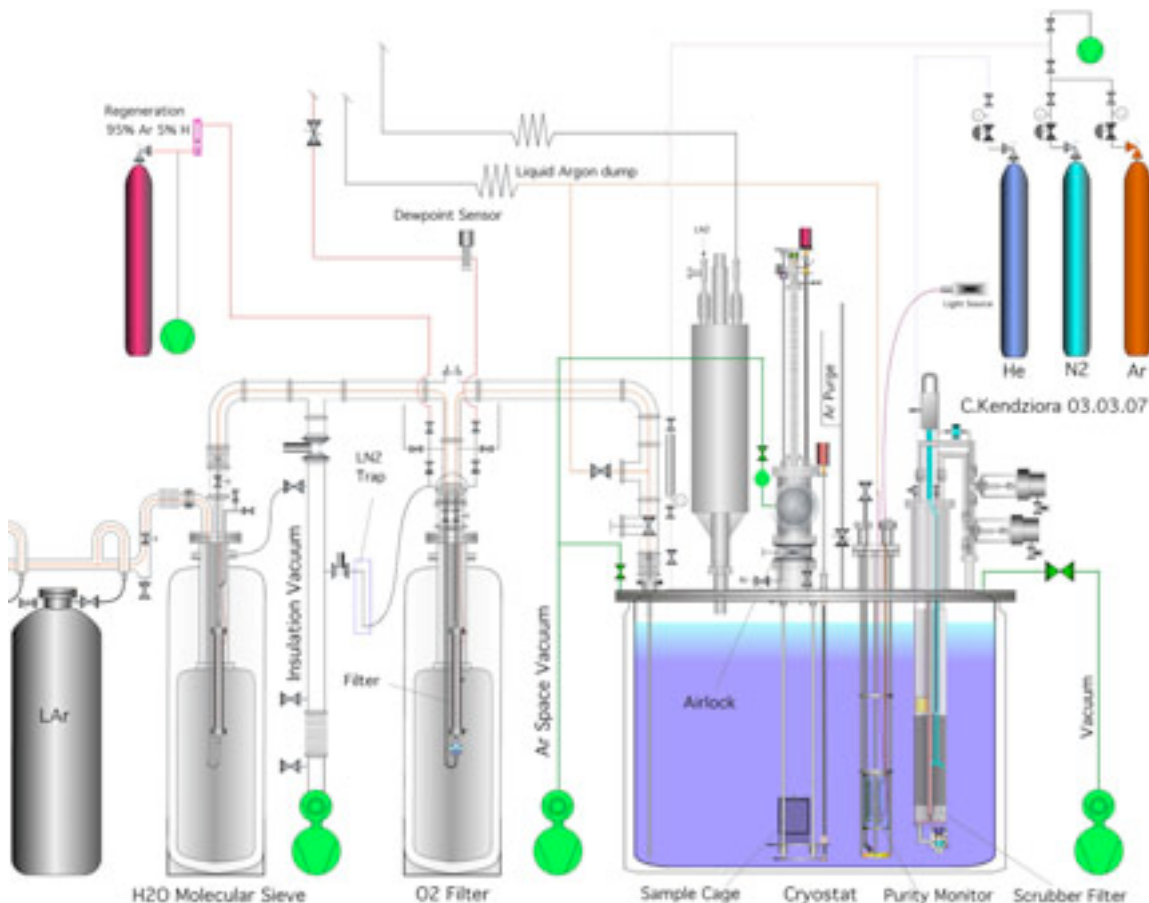 Regeneration
95% Ar 5% H
Liquid Argon dump
Dewpoint Sensor
LN2
Light Source
He
N2
Ar
C.Kendziora 03.03.07
Ar Purge
LN2
Trap
Insulation Vacuum
Filter
Ar Space Vacuum
Airlock
Vacuum
LAr
H2O Molecular Sieve
O2 Filter
Sample Cage
Cryostat
Purity Monitor
Scrubber Filter